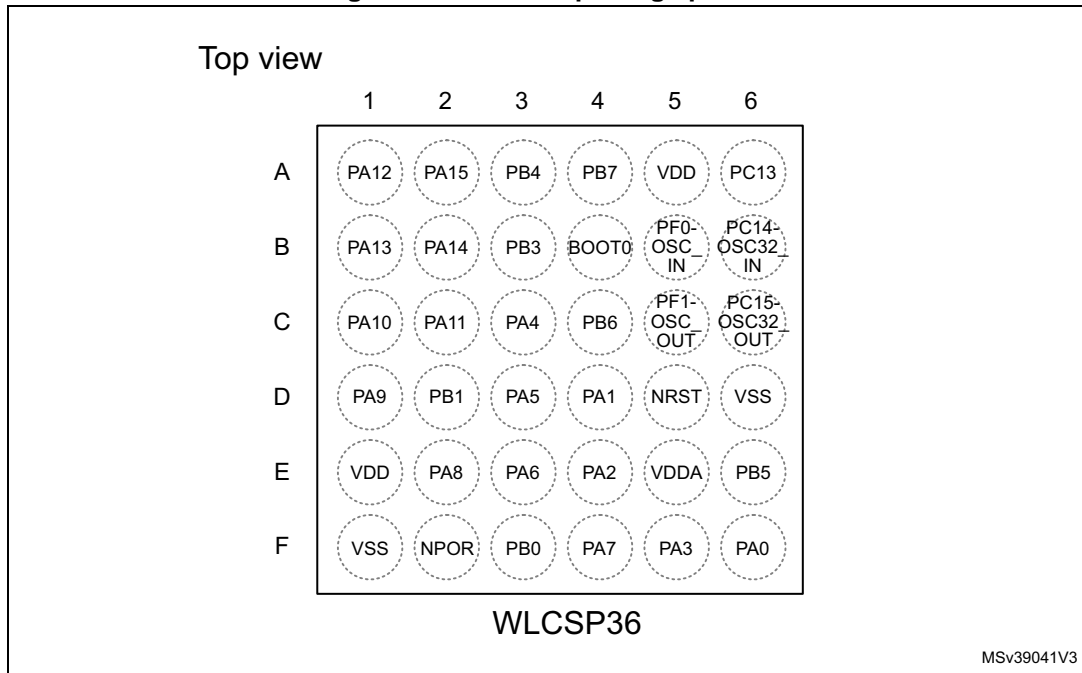 Top view
1 2 3 4 5 6
A PA12 PA15 PB4 PB7 VDD PC13
B PA13 PA14 PB3 BOOT0 PF0-OSC_IN PC14-OSC32_IN
C PA10 PA11 PA4 PB6 PF1-OSC_OUT PC15-OSC32_OUT
D PA9 PB1 PA5 PA1 NRST VSS
E VDD PA8 PA6 PA2 VDDA PB5
F VSS NPOR PB0 PA7 PA3 PA0
WLCSP36
MSv39041V3